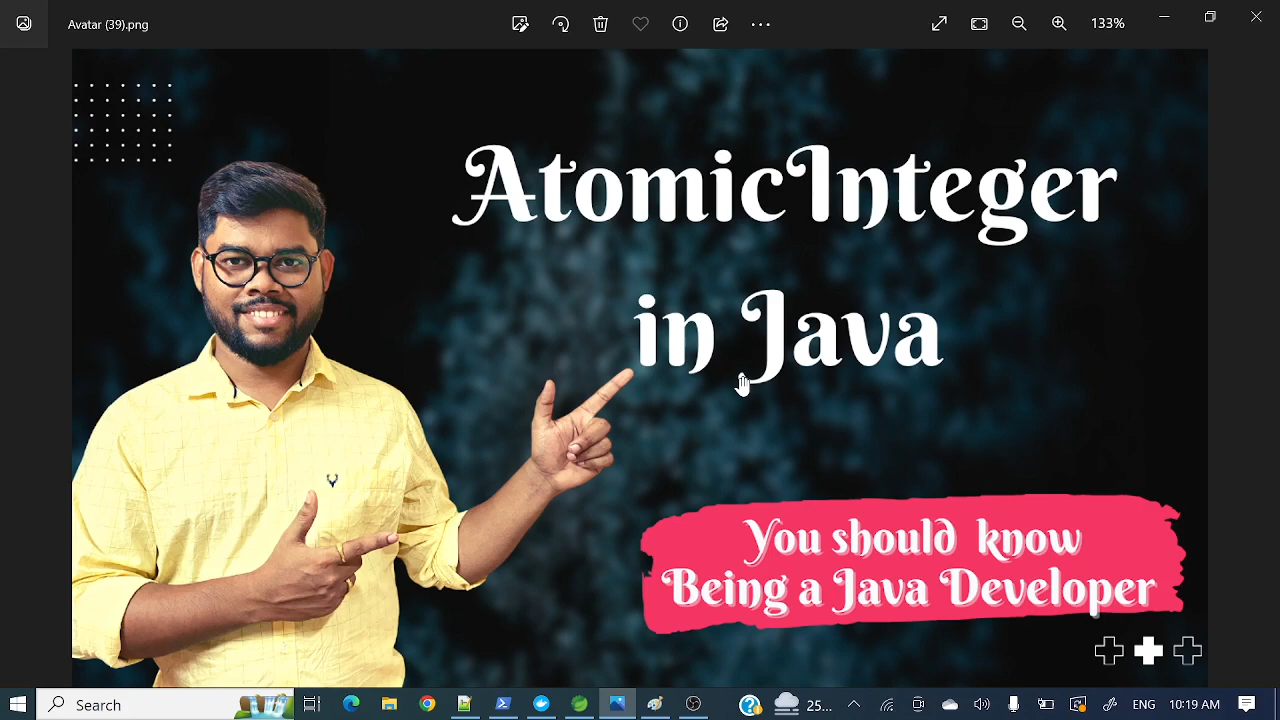 Avatar (39).png
133%
AtomicInteger
in Java
You should know
Being a Java Developer
Search
25...
ENG
10:19 AM